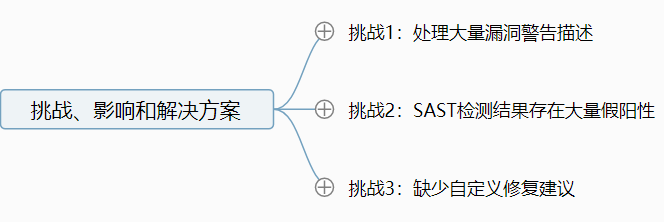 挑战1：处理大量漏洞警告描述
挑战、影响和解决方案
挑战2：SAST检测结果存在大量假阳性
挑战3：缺少自定义修复建议